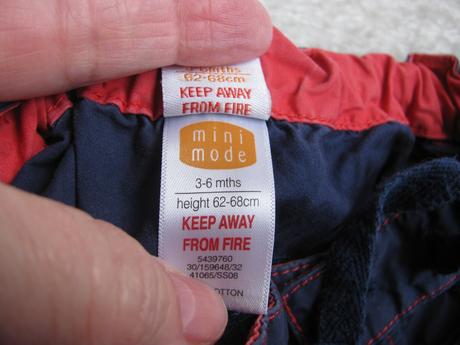 62-68cm
KEEP AWAY
FROM FIRE
mini
mode
3-6 mths
height 62-68cm
KEEP AWAY
FROM FIRE
5439760
30/159648/32
41065/SS08
COTTON